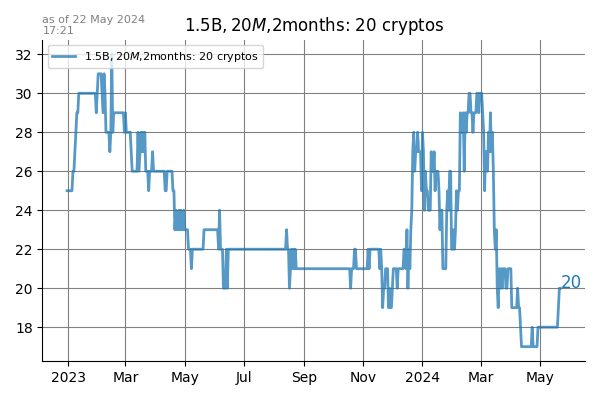 as of 22 May 2024
17:21
1.5B, 20M,2months: 20 cryptos
1.5B, 20M,2months: 20 cryptos
32
30
28
26
24
22
20
18
20
2023
Mar
May
Jul
Sep
Nov
2024
Mar
May